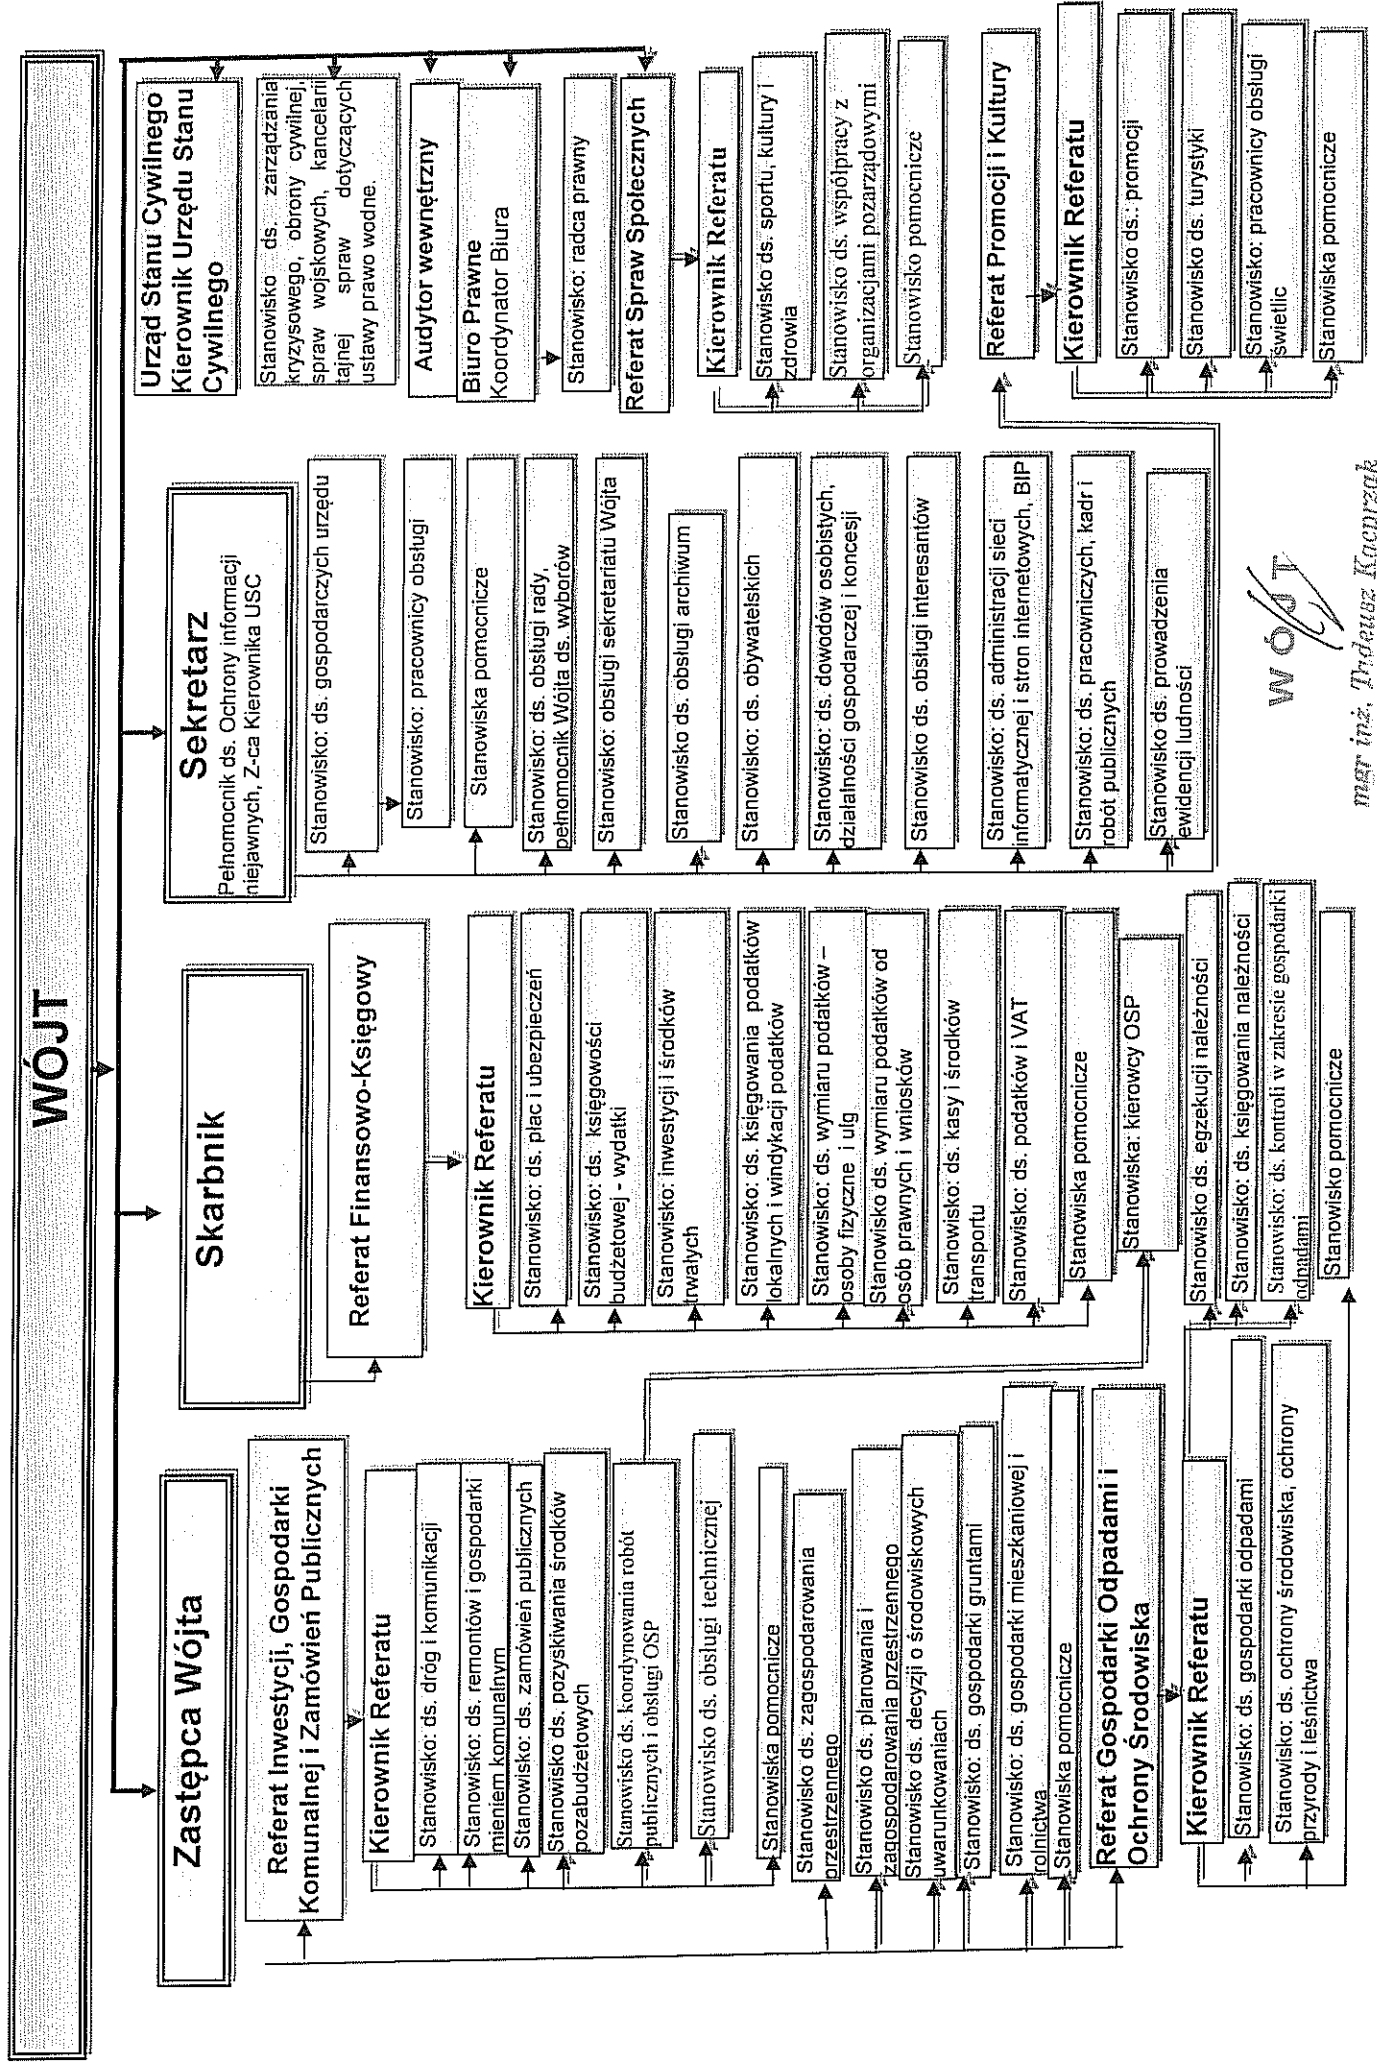 WÓJT
Zastępca Wójta
Referat Inwestycji, Gospodarki
Komunalnej i Zamówień Publicznych
Kierownik Referatu
Stanowisko: ds. dróg i komunikacji
Stanowisko: ds. remontów i gospodarki
mieniem komunalnym
Stanowisko: ds. zamówień publicznych
Stanowisko ds. pozyskiwania środków
pozabudżetowych
Stanowisko ds. koordynowania robót
publicznych i obsługi OSP
Stanowisko ds. obsługi technicznej
Stanowiska pomocnicze
Stanowisko ds. zagospodarowania
przestrzennego
Stanowisko ds. planowania i
zagospodarowania przestrzennego
Stanowisko ds. decyzji o środowiskowych
uwarunkowaniach
Stanowisko: ds. gospodarki gruntami
Stanowisko: ds. gospodarki mieszkaniowej i
rolnictwa
Stanowiska pomocnicze
Referat Gospodarki Odpadami i
Ochrony Środowiska
Kierownik Referatu
Stanowisko: ds. gospodarki odpadami
Stanowisko: ds. ochrony środowiska, ochrony
przyrody i leśnictwa
Skarbnik
Referat Finansowo-Księgowy
Kierownik Referatu
Stanowisko: ds. płac i ubezpieczeń
Stanowisko: ds. księgowości
budżetowej - wydatki
Stanowisko: inwestycji i środków
trwałych
Stanowisko: ds. księgowania podatków
lokalnych i windykacji podatków
Stanowisko: ds. wymiaru podatków –
osoby fizyczne i ulg
Stanowisko ds. wymiaru podatków od
osób prawnych i wniosków
Stanowisko: ds. kasy i środków
transportu
Stanowisko: ds. podatków i VAT
Stanowiska pomocnicze
Stanowiska: kierowcy OSP
Stanowisko ds. egzekucji należności
Stanowisko: ds. księgowania należności
Stanowisko: ds. kontroli w zakresie gospodarki
odpadami
Stanowisko pomocnicze
Sekretarz
Pełnomocnik ds. Ochrony informacji
niejawnych, Z-ca Kierownika USC
Stanowisko: ds. gospodarczych urzędu
Stanowisko: pracownicy obsługi
Stanowiska pomocnicze
Stanowisko: ds. obsługi rady,
pełnomocnik Wójta ds. wyborów
Stanowisko: obsługi sekretariatu Wójta
Stanowisko ds. obsługi archiwum
Stanowisko: ds. obywatelskich
Stanowisko: ds. dowodów osobistych,
działalności gospodarczej i koncesji
Stanowisko ds. obsługi interesantów
Stanowisko: ds. administracji sieci
informatycznej i stron internetowych, BIP
Stanowisko: ds. pracowniczych, kadr i
robót publicznych
Stanowisko ds. prowadzenia
ewidencji ludności
Urząd Stanu Cywilnego
Kierownik Urzędu Stanu
Cywilnego
Stanowisko ds. zarządzania
kryzysowego, obrony cywilnej,
spraw wojskowych, kancelarii
tajnej spraw dotyczących
ustawy prawo wodne.
Audytor wewnętrzny
Biuro Prawne
Koordynator Biura
Stanowisko: radca prawny
Referat Spraw Społecznych
Kierownik Referatu
Stanowisko ds. sportu, kultury i
zdrowia
Stanowisko ds. współpracy z
organizacjami pozarządowymi
Stanowisko pomocnicze
Referat Promocji i Kultury
Kierownik Referatu
Stanowisko ds.: promocji
Stanowisko ds. turystyki
Stanowisko: pracownicy obsługi
świetlic
Stanowiska pomocnicze
WÓJT
mgr inż. Tadeusz Kacprzak